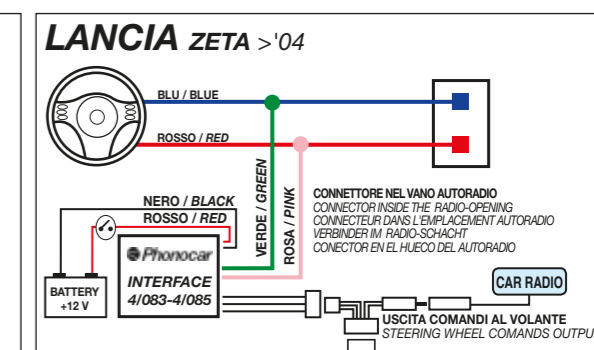 LANCIA ZETA >'04
BLU / BLUE
ROSSO / RED
NERO / BLACK
ROSSO / RED
VERDE / GREEN
ROSA / PINK
CONNETTORE NEL VANO AUTORADIO
CONNECTOR INSIDE THE RADIO-OPENING
CONNECTEUR DANS L'EMPLACEMENT AUTORADIO
VERBINDER IM RADIO-SCHACHT
CONECTOR EN EL HUECO DEL AUTORADIO
Phonocar
INTERFACE
4/083-4/085
BATTERY
+12 V
CAR RADIO
USCITA COMANDI AL VOLANTE
STEERING WHEEL COMANDS OUTPU